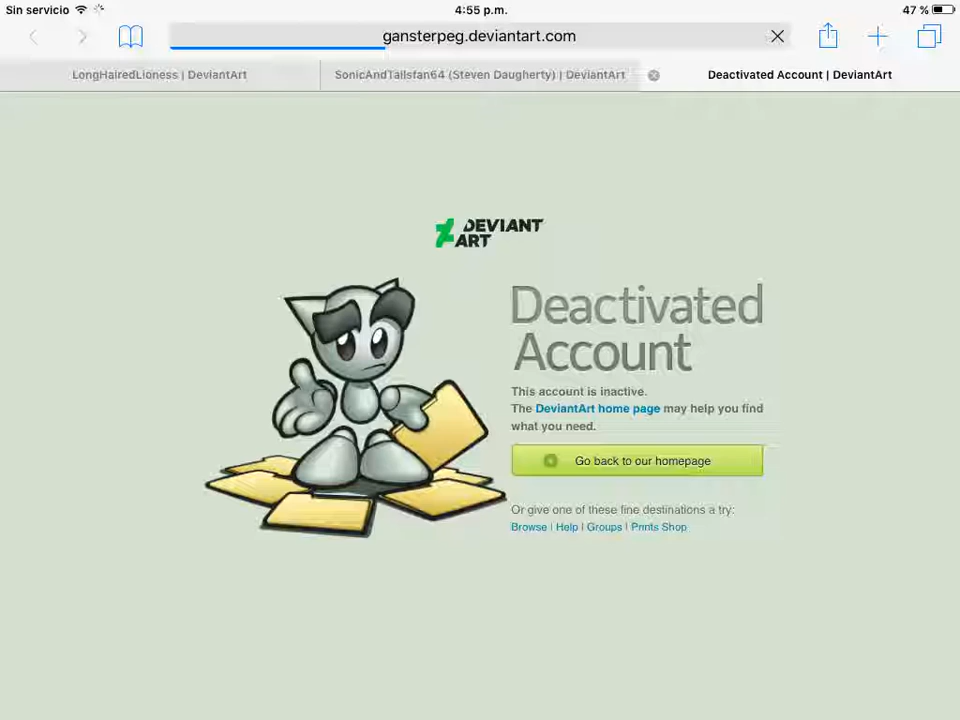 Sin servicio 4:55 p.m. 47 %
gansterpeg.deviantart.com
LongHairedLioness | DeviantArt SonicAndTailsfan64 (Steven Daugherty) | DeviantArt Deactivated Account | DeviantArt
DEVIANT
ART
Deactivated
Account
This account is inactive.
The DeviantArt home page may help you find
what you need.
Go back to our homepage
Or give one of these fine destinations a try:
Browse | Help | Groups | Prints Shop